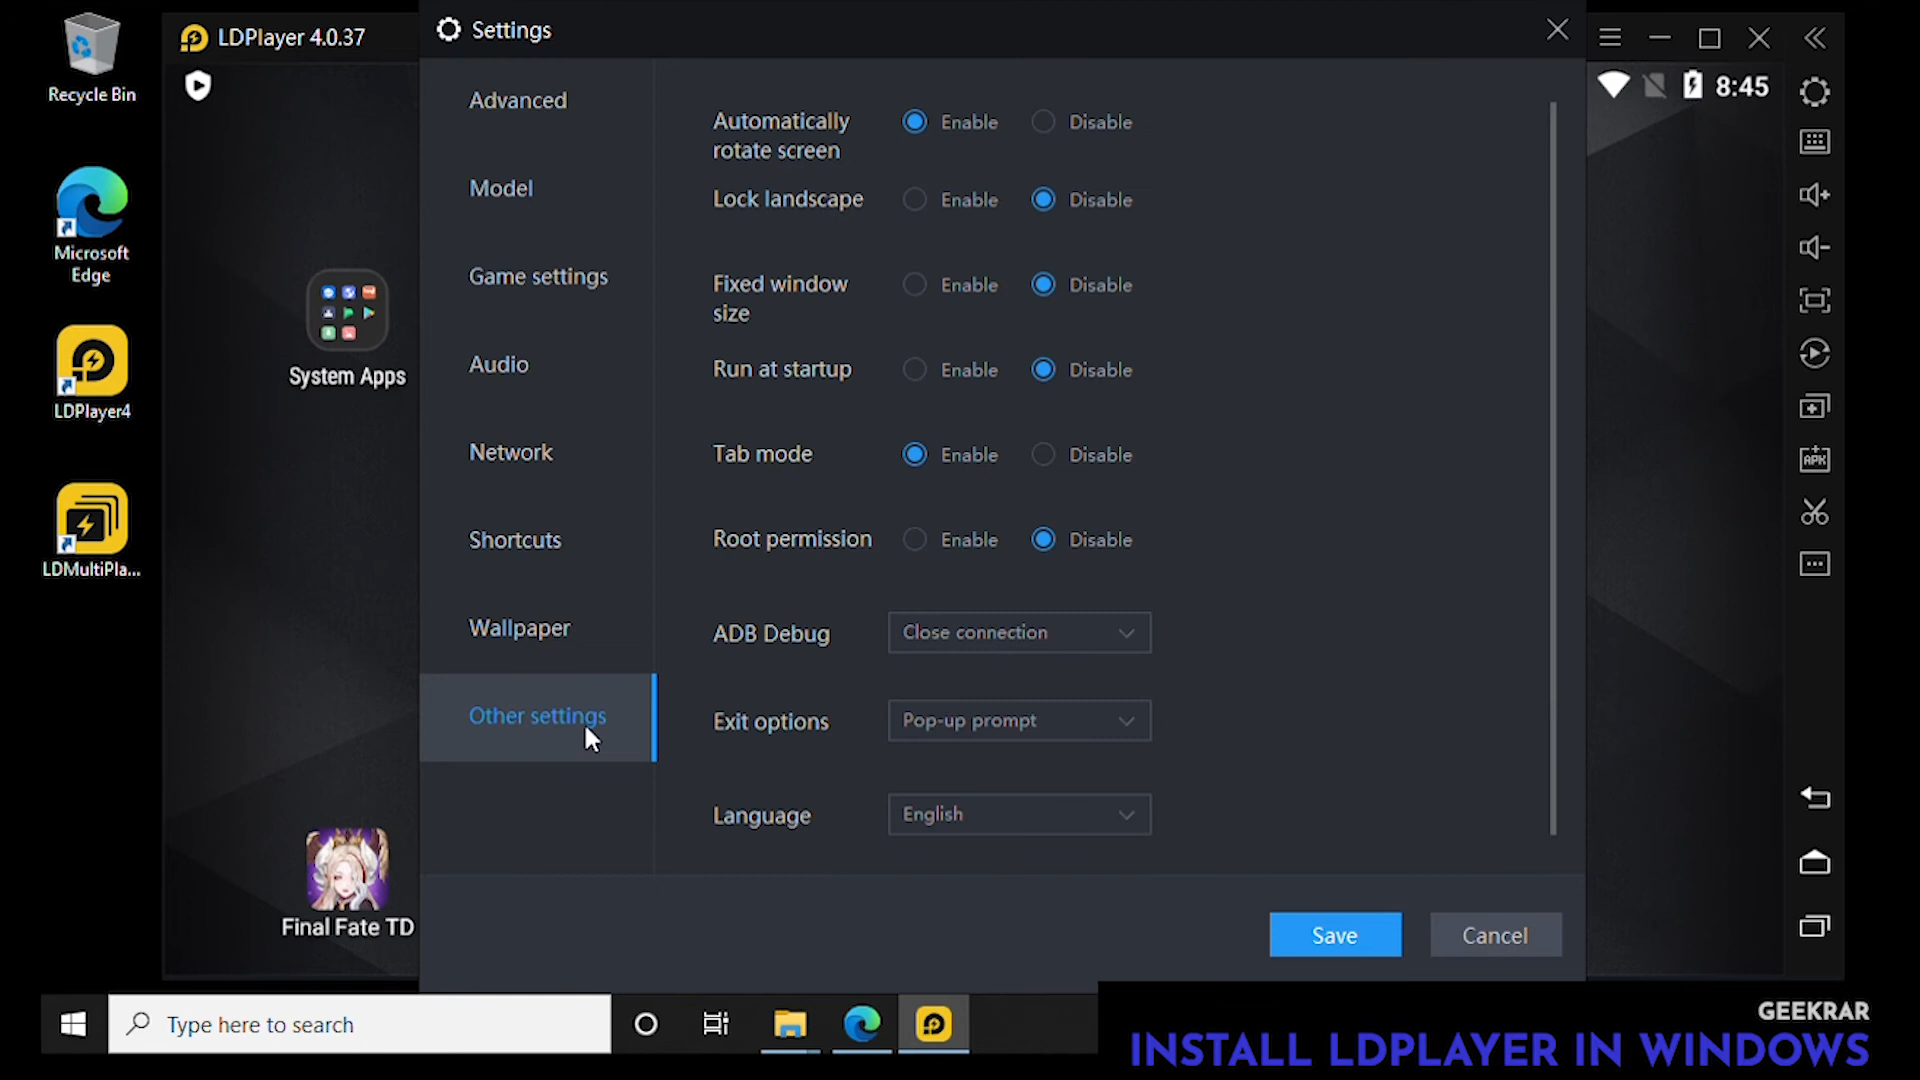 Recycle Bin
Microsoft
Edge
LDPlayer4
LDMultiPla...
LDPlayer 4.0.37
System Apps
Final Fate TD
Settings
Advanced
Model
Game settings
Audio
Network
Shortcuts
Wallpaper
Other settings
Automatically
rotate screen
Enable Disable
Lock landscape Enable Disable
Fixed window
size
Enable Disable
Run at startup Enable Disable
Tab mode Enable Disable
Root permission Enable Disable
ADB Debug Close connection
Exit options Pop-up prompt
Language English
Save Cancel
8:45
APK
Type here to search
GEEKRAR
INSTALL LDPLAYER IN WINDOWS